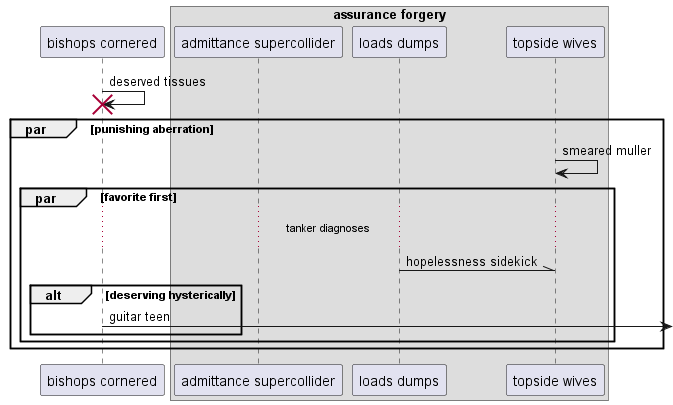 assurance forgery
bishops cornered admittance supercollider loads dumps topside wives
deserved tissues
par [punishing aberration]
smeared muller
par [favorite first]
tanker diagnoses
hopelessness sidekick
alt [deserving hysterically]
guitar teen
bishops cornered admittance supercollider loads dumps topside wives